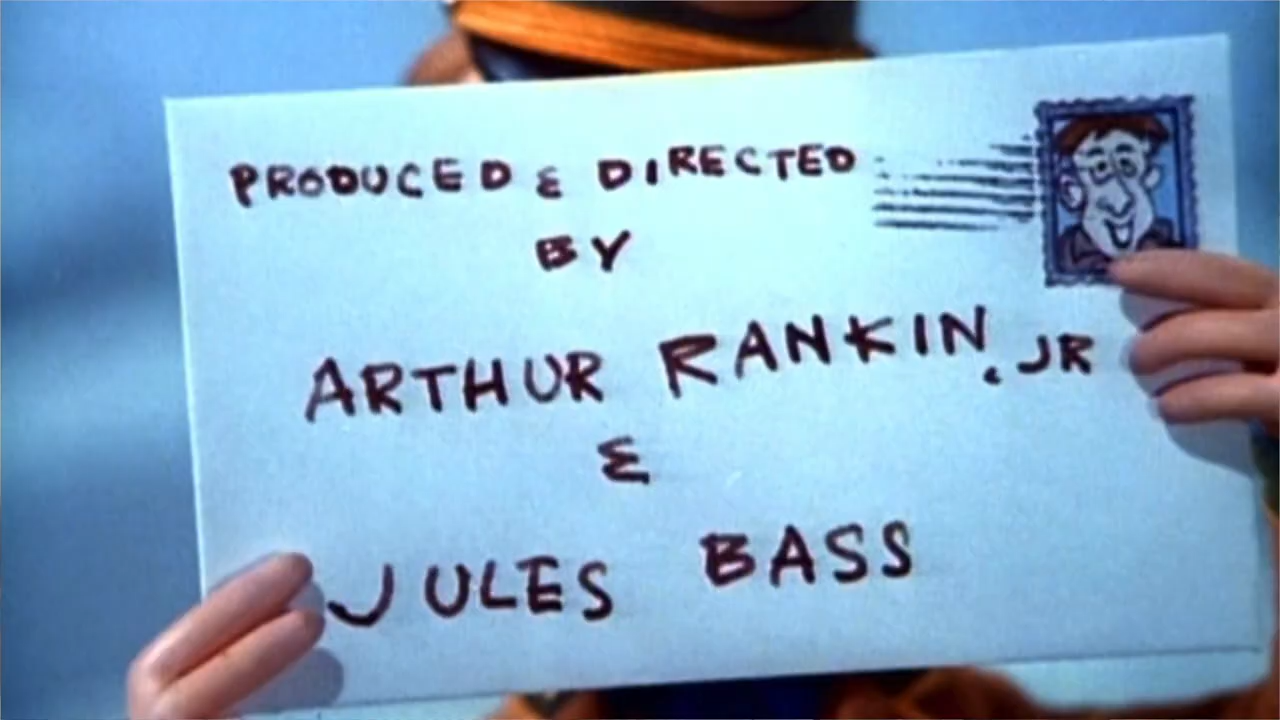 PRODUCED & DIRECTED
BY
ARTHUR RANKIN, JR
&
JULES BASS